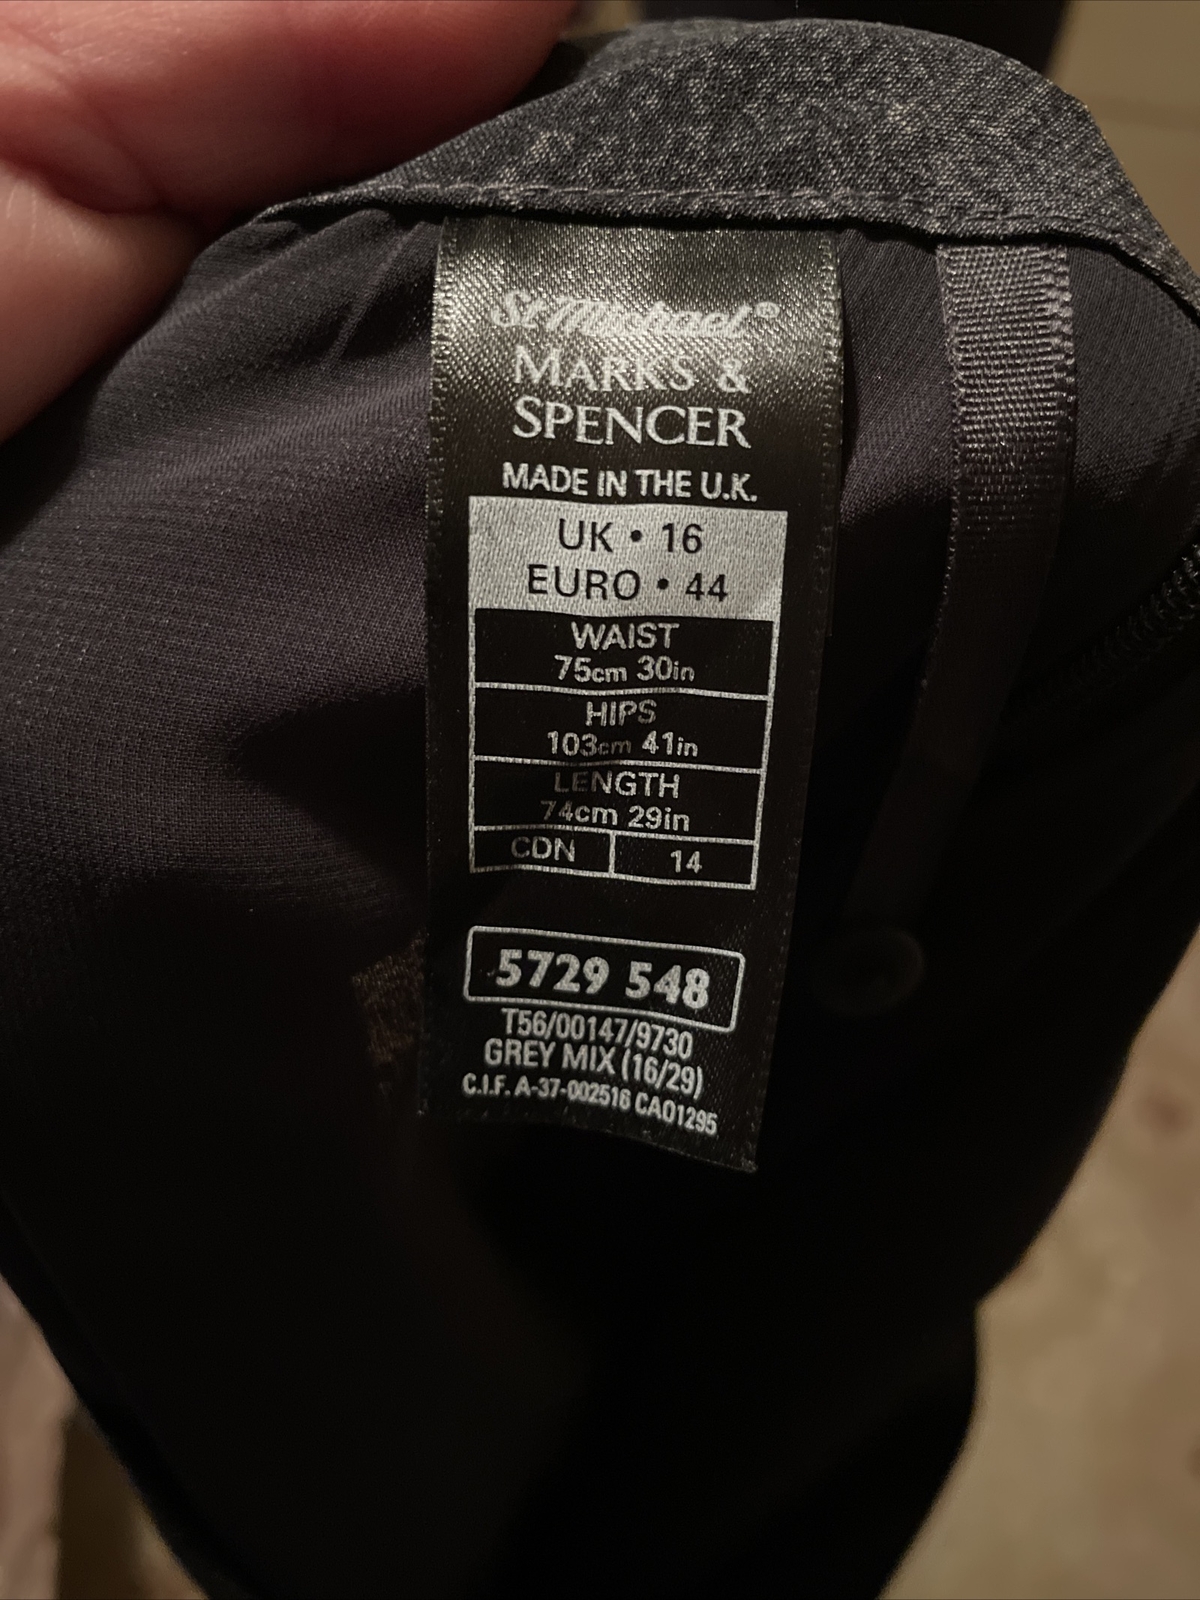 St Michael®
MARKS &
SPENCER
MADE IN THE U.K.
UK • 16
EURO • 44
WAIST
75cm 30in
HIPS
103cm 41in
LENGTH
74cm 29in
CDN 14
5729 548
T56/00147/9730
GREY MIX (16/29)
C.I.F. A-37-002516 CA01295